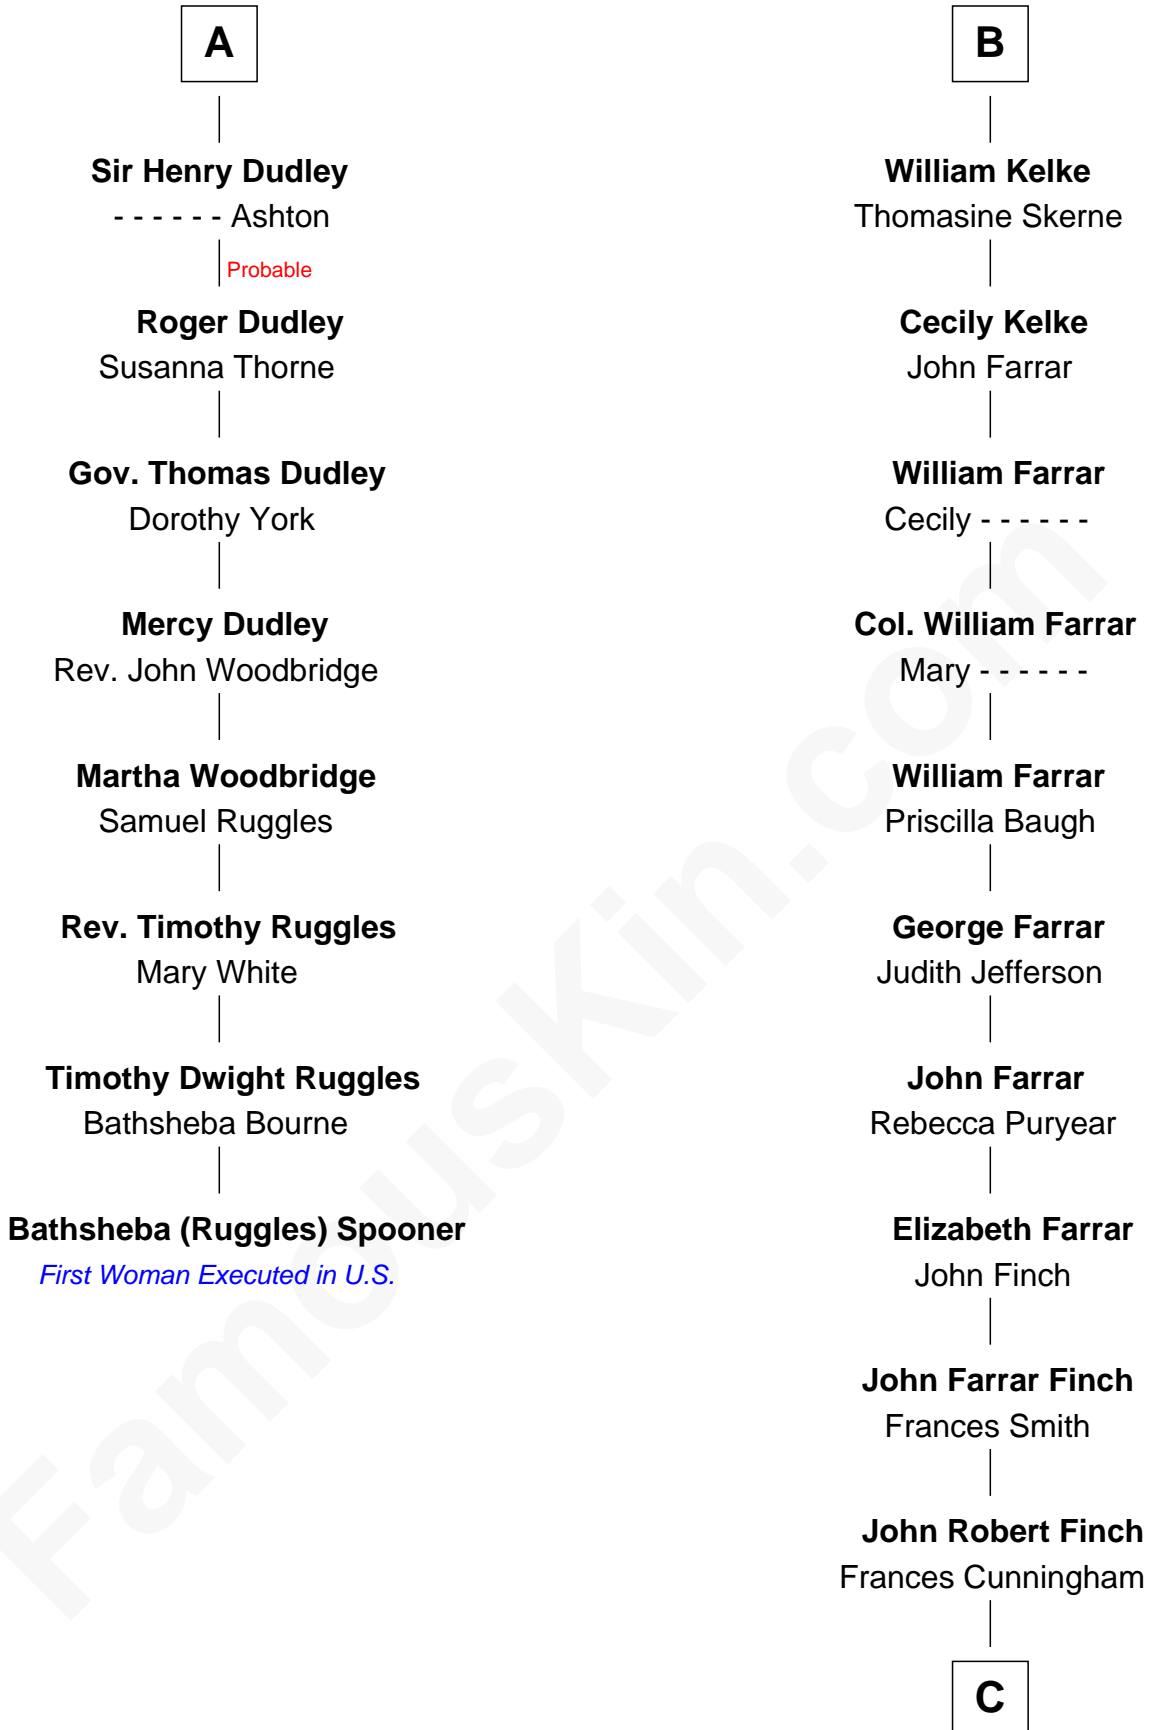 A
Sir Henry Dudley
- - - - - - Ashton
Probable
Roger Dudley
Susanna Thorne
Gov. Thomas Dudley
Dorothy York
Mercy Dudley
Rev. John Woodbridge
Martha Woodbridge
Samuel Ruggles
Rev. Timothy Ruggles
Mary White
Timothy Dwight Ruggles
Bathsheba Bourne
Bathsheba (Ruggles) Spooner
First Woman Executed in U.S.
B
William Kelke
Thomasine Skerne
Cecily Kelke
John Farrar
William Farrar
Cecily - - - - - -
Col. William Farrar
Mary - - - - - -
William Farrar
Priscilla Baugh
George Farrar
Judith Jefferson
John Farrar
Rebecca Puryear
Elizabeth Farrar
John Finch
John Farrar Finch
Frances Smith
John Robert Finch
Frances Cunningham
C
FamousKin.com